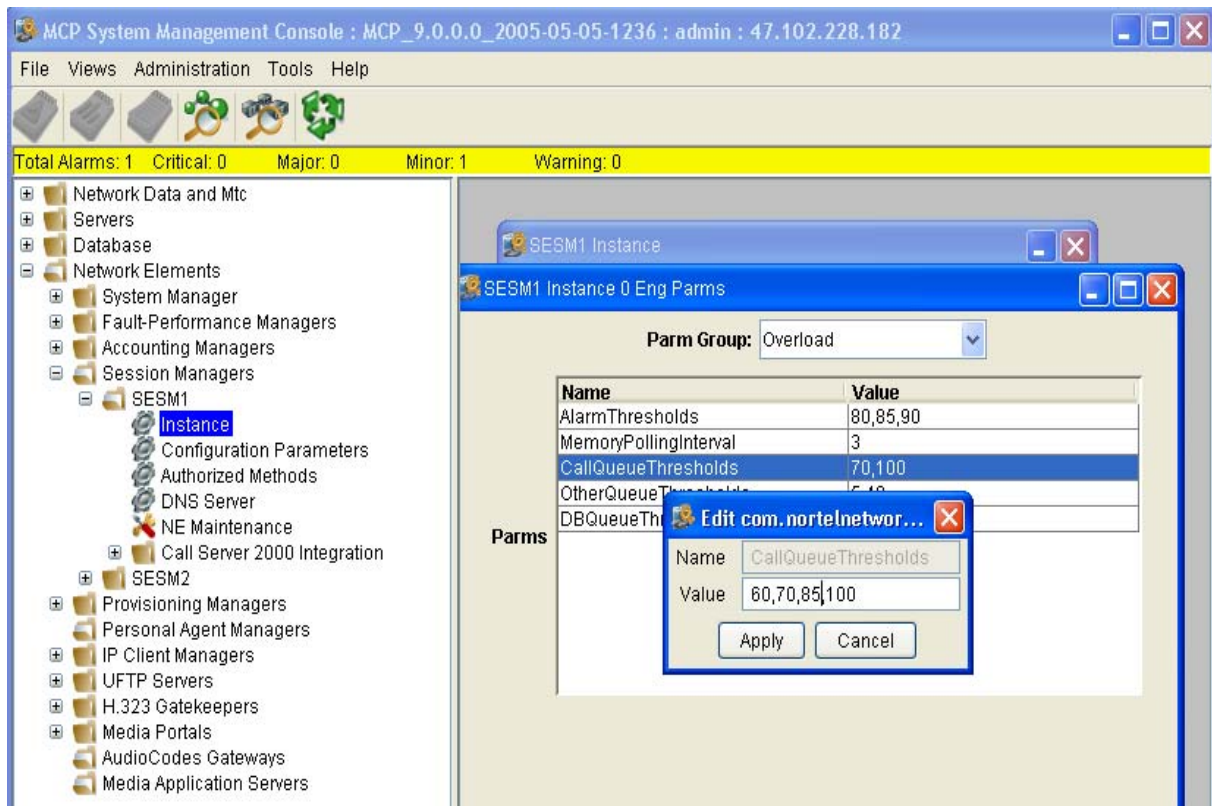 MCP System Management Console : MCP_9.0.0.0_2005-05-05-1236 : admin : 47.102.228.182
File Views Administration Tools Help
Total Alarms: 1 Critical: 0 Major: 0 Minor: 1 Warning: 0
Network Data and Mtc
Servers
Database
Network Elements
System Manager
Fault-Performance Managers
Accounting Managers
Session Managers
SESM1
Instance
Configuration Parameters
Authorized Methods
DNS Server
NE Maintenance
Call Server 2000 Integration
SESM2
Provisioning Managers
Personal Agent Managers
IP Client Managers
UFTP Servers
H.323 Gatekeepers
Media Portals
AudioCodes Gateways
Media Application Servers
SESM1 Instance
SESM1 Instance 0 Eng Parms
Parm Group: Overload
Parms
Name Value
AlarmThresholds 80,85,90
MemoryPollingInterval 3
CallQueueThresholds 70,100
Edit com.nortelnetwor...
Name CallQueueThresholds
Value 60,70,85,100
Apply Cancel